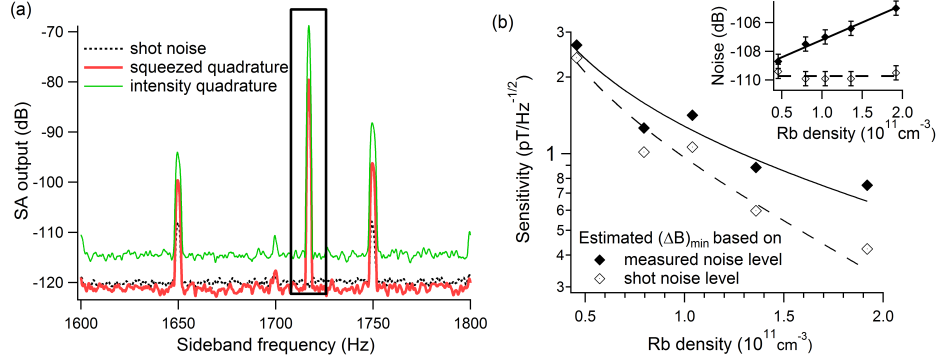 (a)
-70
-80
-90
-100
-110
-120
SA output (dB)
shot noise
squeezed quadrature
intensity quadrature
1600
1650
1700
1750
1800
Sideband frequency (Hz)
(b)
3
2
1
9
8
7
6
5
4
3
Sensitivity (pT/Hz^-1/2)
Estimated (ΔB)min based on
measured noise level
shot noise level
0.5
1.0
1.5
2.0
Rb density (10^11cm^-3)
-106
-108
-110
Noise (dB)
0.5
1.0
1.5
2.0
Rb density (10^11cm^-3)